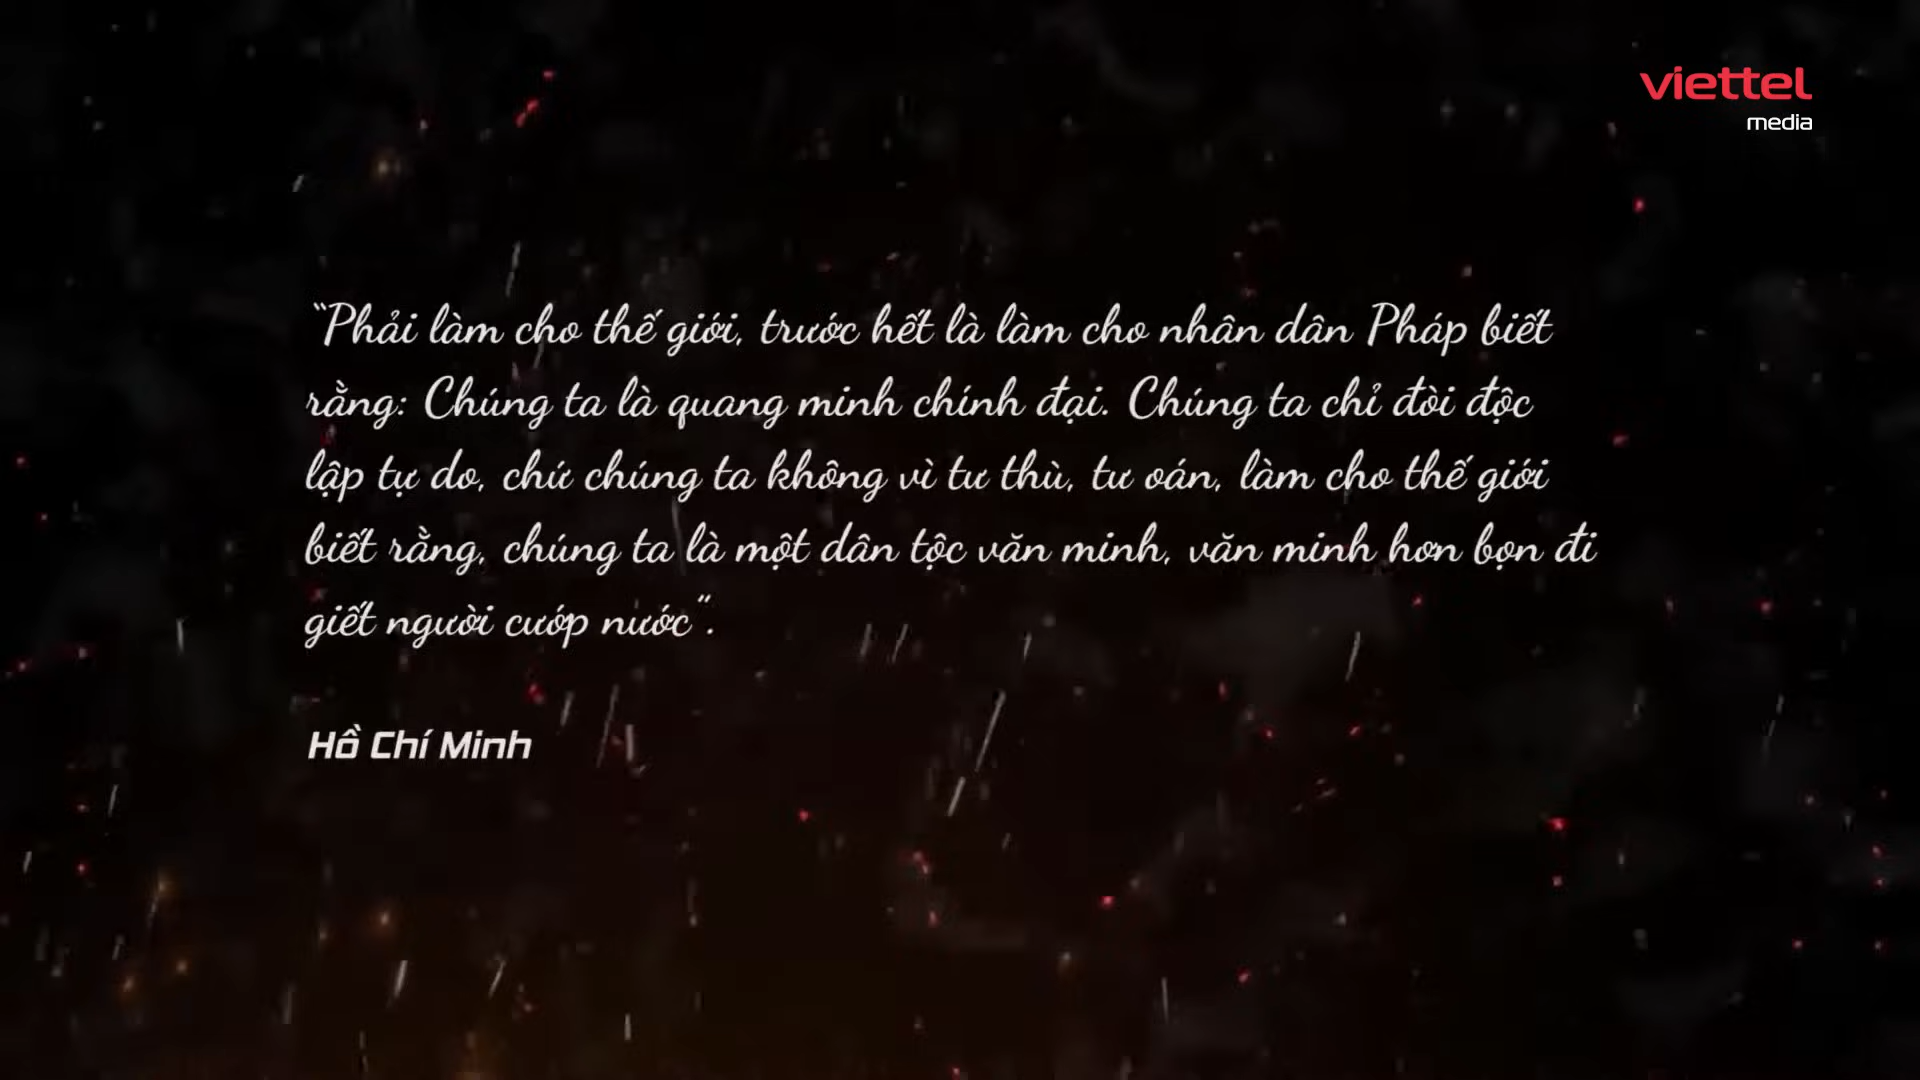 viettel
media
“Phải làm cho thế giới, trước hết là làm cho nhân dân Pháp biết
rằng: Chúng ta là quang minh chính đại. Chúng ta chỉ đòi độc
lập tự do, chứ chúng ta không vì tư thù, tư oán, làm cho thế giới
biết rằng, chúng ta là một dân tộc văn minh, văn minh hơn bọn đi
giết người cướp nước”.
Hồ Chí Minh